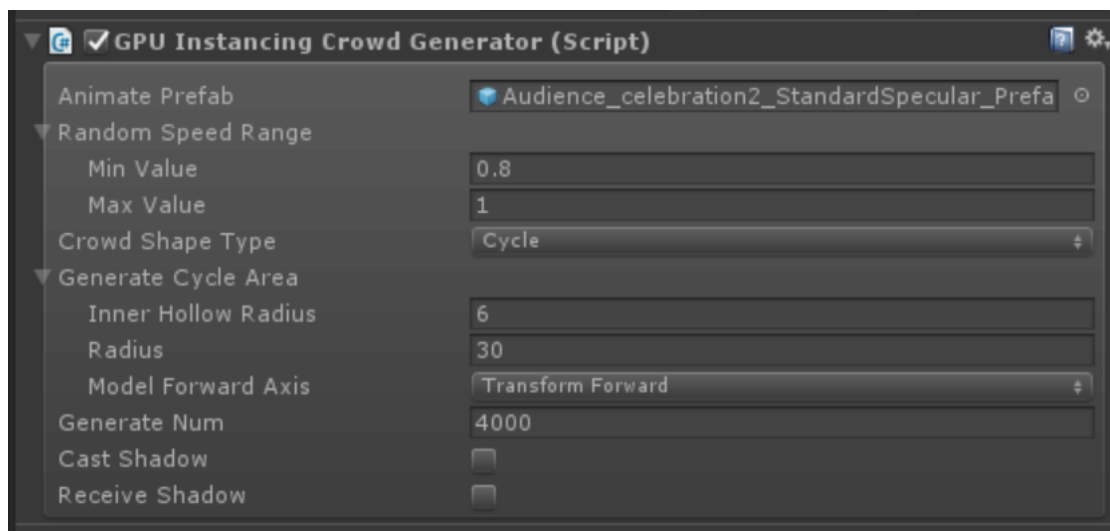 GPU Instancing Crowd Generator (Script)
Animate Prefab Audience_celebration2_StandardSpecular_Prefa
Random Speed Range
Min Value 0.8
Max Value 1
Crowd Shape Type Cycle
Generate Cycle Area
Inner Hollow Radius 6
Radius 30
Model Forward Axis Transform Forward
Generate Num 4000
Cast Shadow
Receive Shadow